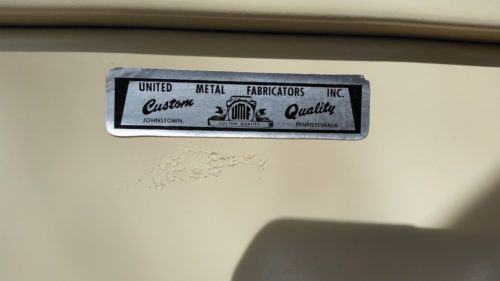 UNITED METAL FABRICATORS INC.
Custom UMF Quality
CUSTOM QUALITY
JOHNSTOWN, PENNSYLVANIA